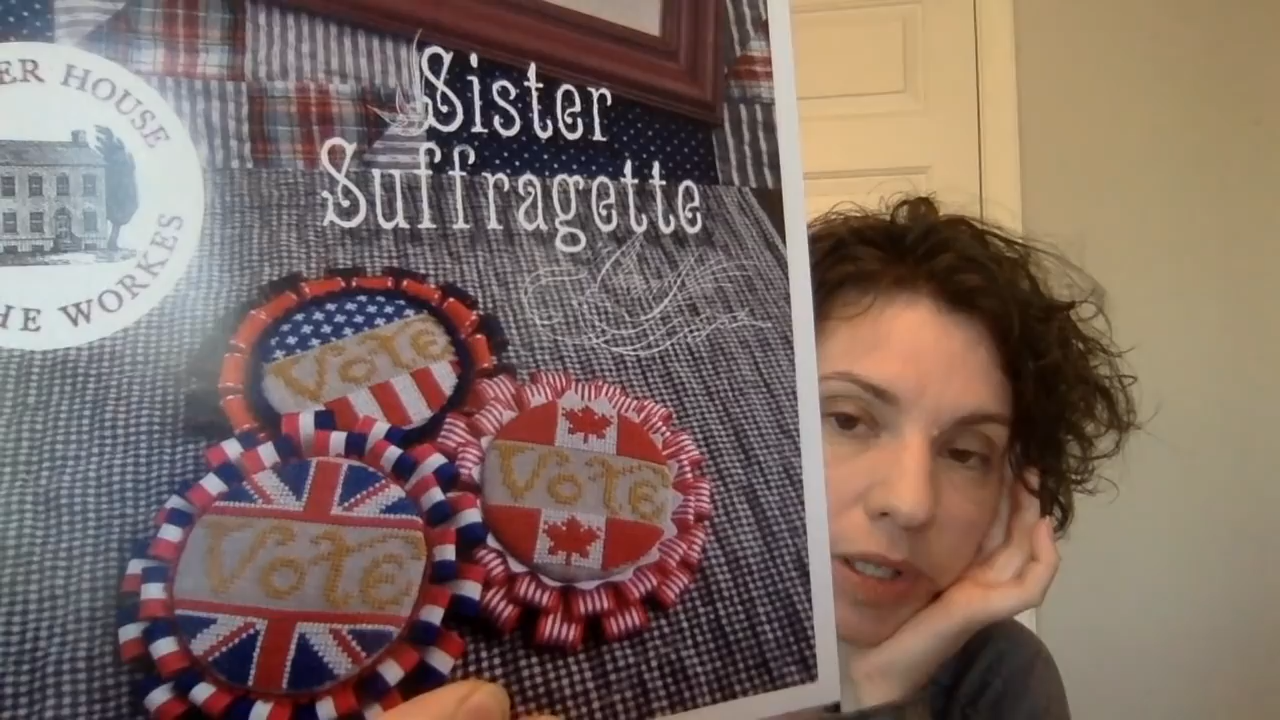 ER HOUSE
HE WORKES
Sister
Suffragette
Vote
Vote
Vote